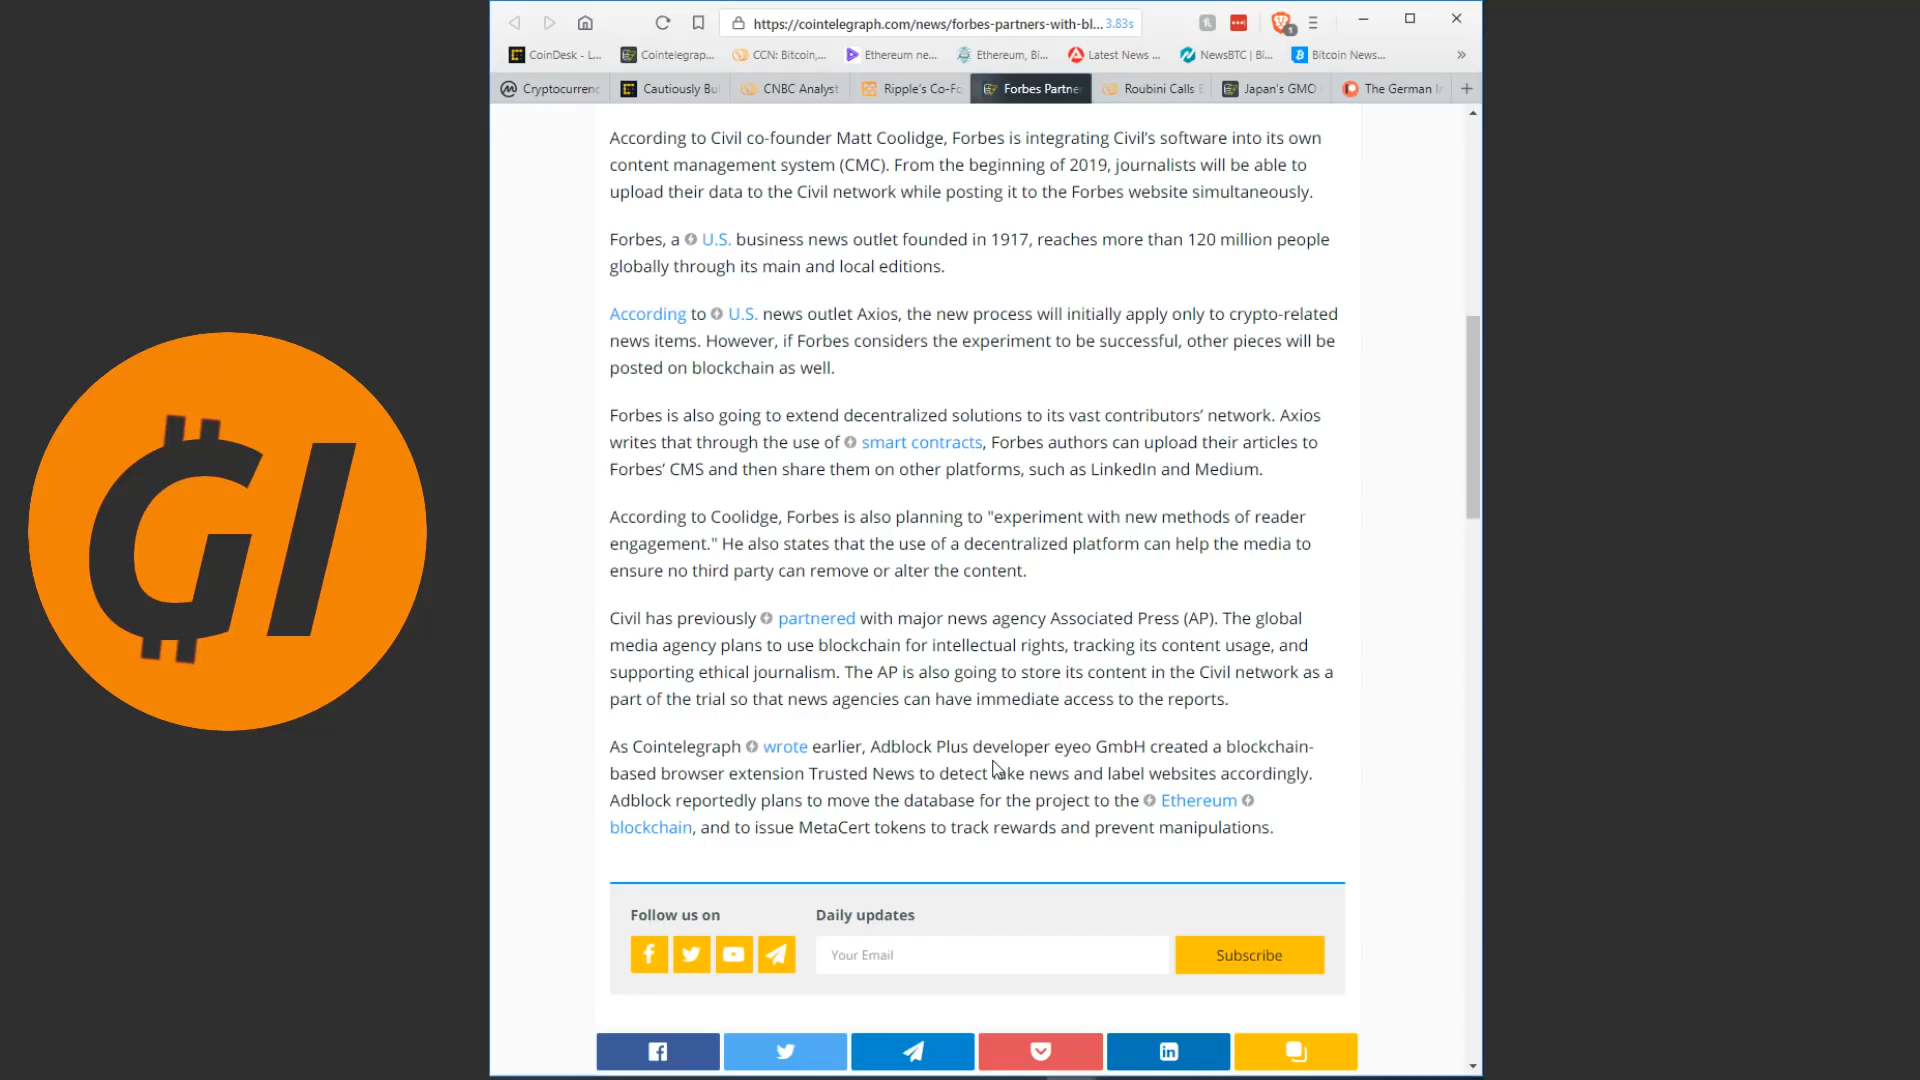 https://cointelegraph.com/news/forbes-partners-with-bl... 3.83s
CoinDesk - L...
Cointelegrap...
CCN: Bitcoin,...
Ethereum ne...
Ethereum, Bi...
Latest News ...
NewsBTC | Bi...
Bitcoin News...
Cryptocurrenc
Cautiously Bu
CNBC Analyst
Ripple's Co-Fo
Forbes Partne
Roubini Calls
Japan's GMO
The German I
According to Civil co-founder Matt Coolidge, Forbes is integrating Civil's software into its own
content management system (CMC). From the beginning of 2019, journalists will be able to
upload their data to the Civil network while posting it to the Forbes website simultaneously.
Forbes, a U.S. business news outlet founded in 1917, reaches more than 120 million people
globally through its main and local editions.
According to U.S. news outlet Axios, the new process will initially apply only to crypto-related
news items. However, if Forbes considers the experiment to be successful, other pieces will be
posted on blockchain as well.
Forbes is also going to extend decentralized solutions to its vast contributors' network. Axios
writes that through the use of smart contracts, Forbes authors can upload their articles to
Forbes' CMS and then share them on other platforms, such as LinkedIn and Medium.
According to Coolidge, Forbes is also planning to "experiment with new methods of reader
engagement." He also states that the use of a decentralized platform can help the media to
ensure no third party can remove or alter the content.
Civil has previously partnered with major news agency Associated Press (AP). The global
media agency plans to use blockchain for intellectual rights, tracking its content usage, and
supporting ethical journalism. The AP is also going to store its content in the Civil network as a
part of the trial so that news agencies can have immediate access to the reports.
As Cointelegraph wrote earlier, Adblock Plus developer eyeo GmbH created a blockchain-
based browser extension Trusted News to detect fake news and label websites accordingly.
Adblock reportedly plans to move the database for the project to the Ethereum
blockchain, and to issue MetaCert tokens to track rewards and prevent manipulations.
Follow us on
Daily updates
Your Email
Subscribe
GI